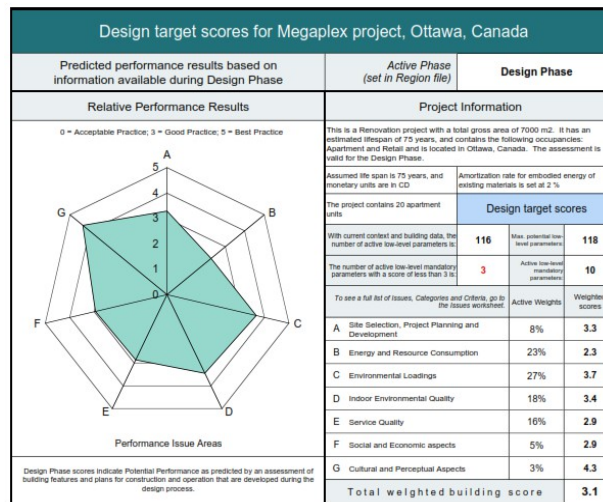 Design target scores for Megaplex project, Ottawa, Canada
Predicted performance results based on
information available during Design Phase
Active Phase
(set in Region file)
Design Phase
Relative Performance Results
Project Information
0 = Acceptable Practice; 3 = Good Practice; 5 = Best Practice
A
5
4
3
2
1
0
B
C
D
E
F
G
Performance Issue Areas
Design Phase scores indicate Potential Performance as predicted by an assessment of
building features and plans for construction and operation that are developed during the
design process.
This is a Renovation project with a total gross area of 7000 m2. It has an
estimated lifespan of 75 years, and contains the following occupancies:
Apartment and Retail and is located in Ottawa, Canada. The assessment is
valid for the Design Phase.
Assumed life span is 75 years, and
monetary units are in CD
Amortization rate for embodied energy of
existing materials is set at 2 %
The project contains 20 apartment
units
Design target scores
With current context and building data, the
number of active low-level parameters is:
116
Max. potential low-
level parameters:
118
The number of active low-level mandatory
parameters with a score of less than 3 is:
3
Active low-level
mandatory
parameters:
10
To see a full list of Issues, Categories and Criteria, go to
the Issues worksheet.
Active Weights
Weighted
scores
A Site Selection, Project Planning and
Development
8%
3.3
B Energy and Resource Consumption
23%
2.3
C Environmental Loadings
27%
3.7
D Indoor Environmental Quality
18%
3.4
E Service Quality
16%
2.9
F Social and Economic aspects
5%
2.9
G Cultural and Perceptual Aspects
3%
4.3
Total weighted building score
3.1